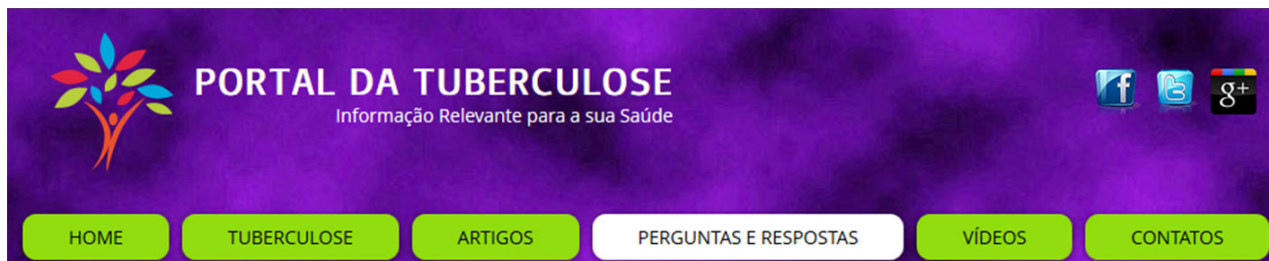 PORTAL DA TUBERCULOSE
Informação Relevante para a sua Saúde
f
t
g+
HOME
TUBERCULOSE
ARTIGOS
PERGUNTAS E RESPOSTAS
VÍDEOS
CONTATOS